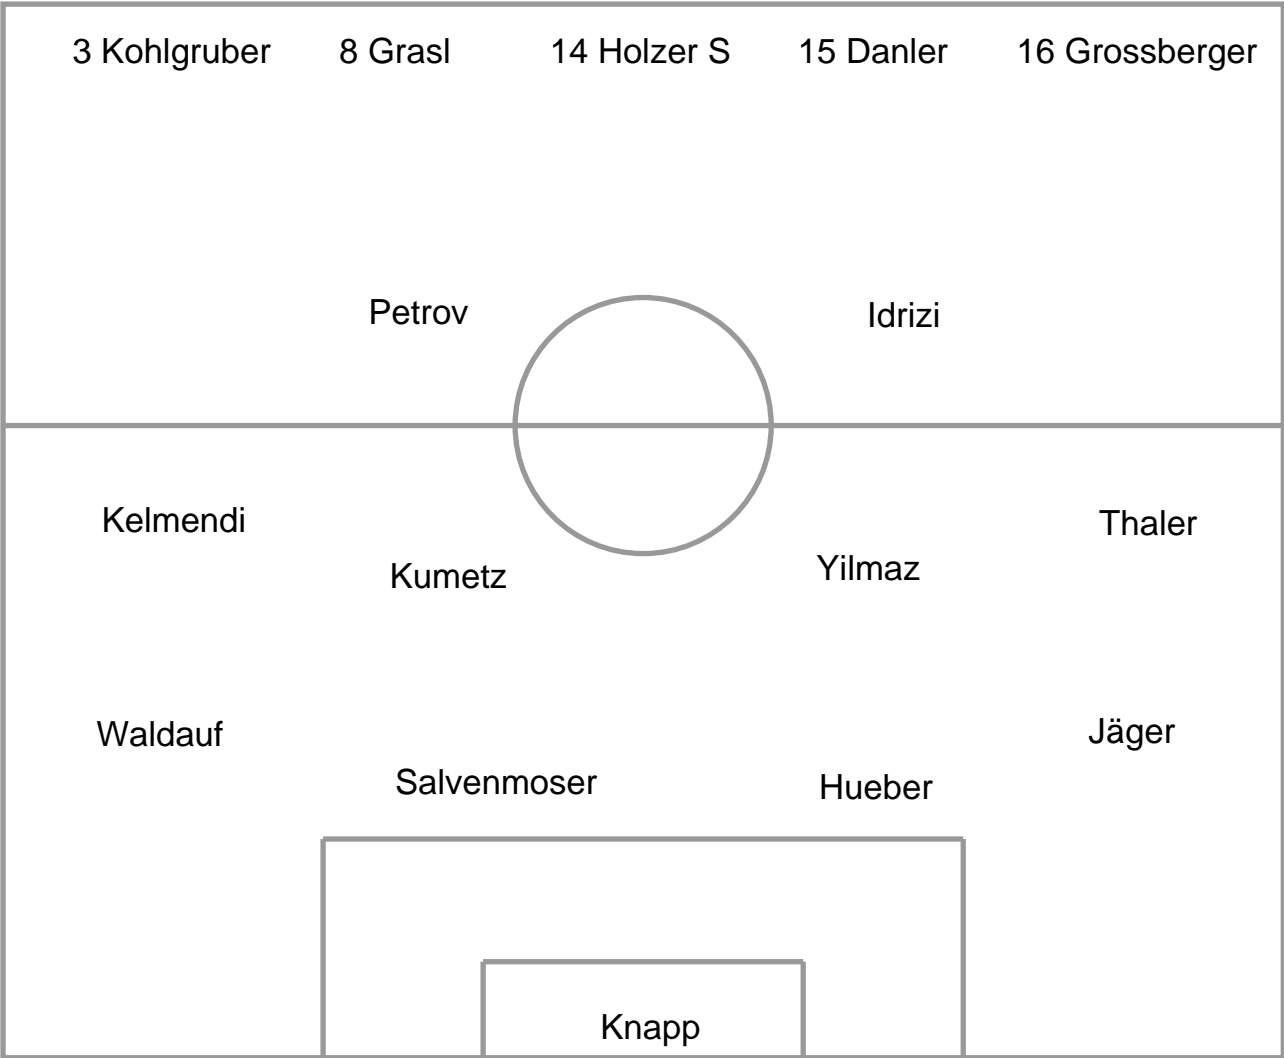 3 Kohlgruber 8 Grasl 14 Holzer S 15 Danler 16 Grossberger
Petrov Idrizi
Kelmendi Thaler
Kumetz Yilmaz
Waldauf Jäger
Salvenmoser Hueber
Knapp